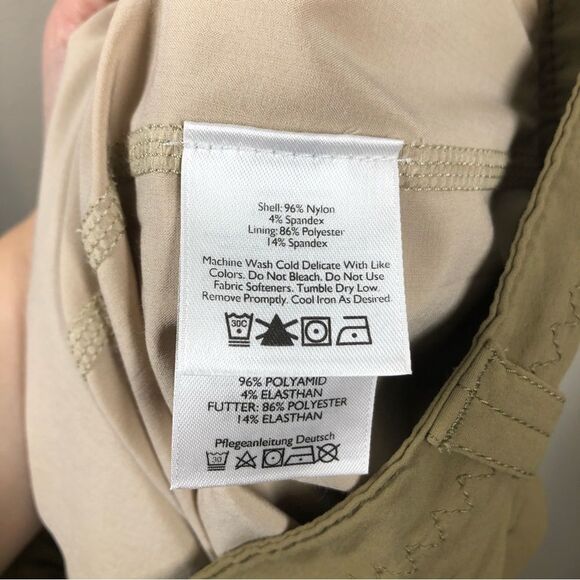 Shell: 96% Nylon
4% Spandex
Lining: 86% Polyester
14% Spandex
Machine Wash Cold Delicate With Like
Colors. Do Not Bleach. Do Not Use
Fabric Softeners. Tumble Dry Low.
Remove Promptly. Cool Iron As Desired.
30C
96% POLYAMID
4% ELASTHAN
FUTTER: 86% POLYESTER
14% ELASTHAN
Pflegeanleitung Deutsch
30